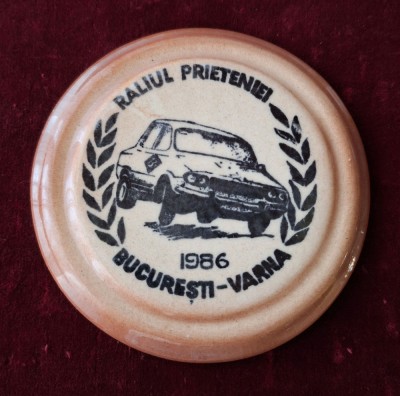 RALIUL PRIETENIEI
1986
BUCUREȘTI-VARNA